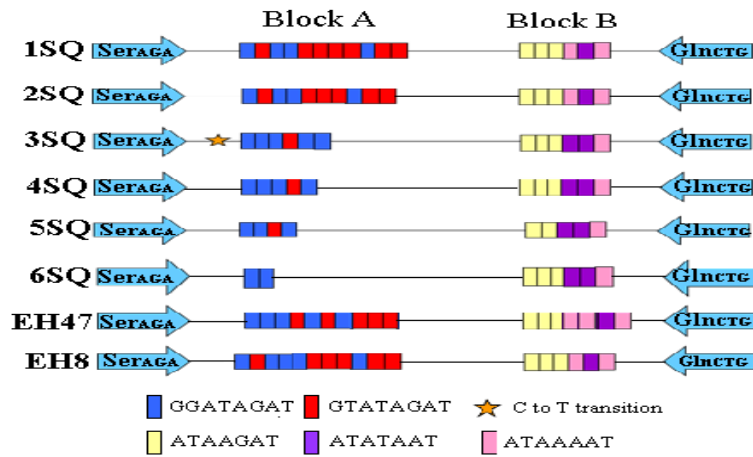 Block A Block B
1SQ SerAGA GlnCTG
2SQ SerAGA GlnCTG
3SQ SerAGA GlnCTG
4SQ SerAGA GlnCTG
5SQ SerAGA GlnCTG
6SQ SerAGA GlnCTG
EH47 SerAGA GlnCTG
EH8 SerAGA GlnCTG
GGATAGAT GTATAGAT C to T transition
ATAAGAT ATATAAT ATAAAAT